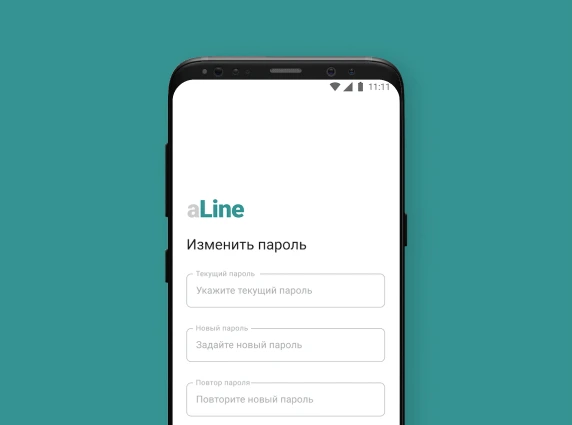 11:11
aLine
Изменить пароль
Текущий пароль
Укажите текущий пароль
Новый пароль
Задайте новый пароль
Повтор пароля
Повторите новый пароль